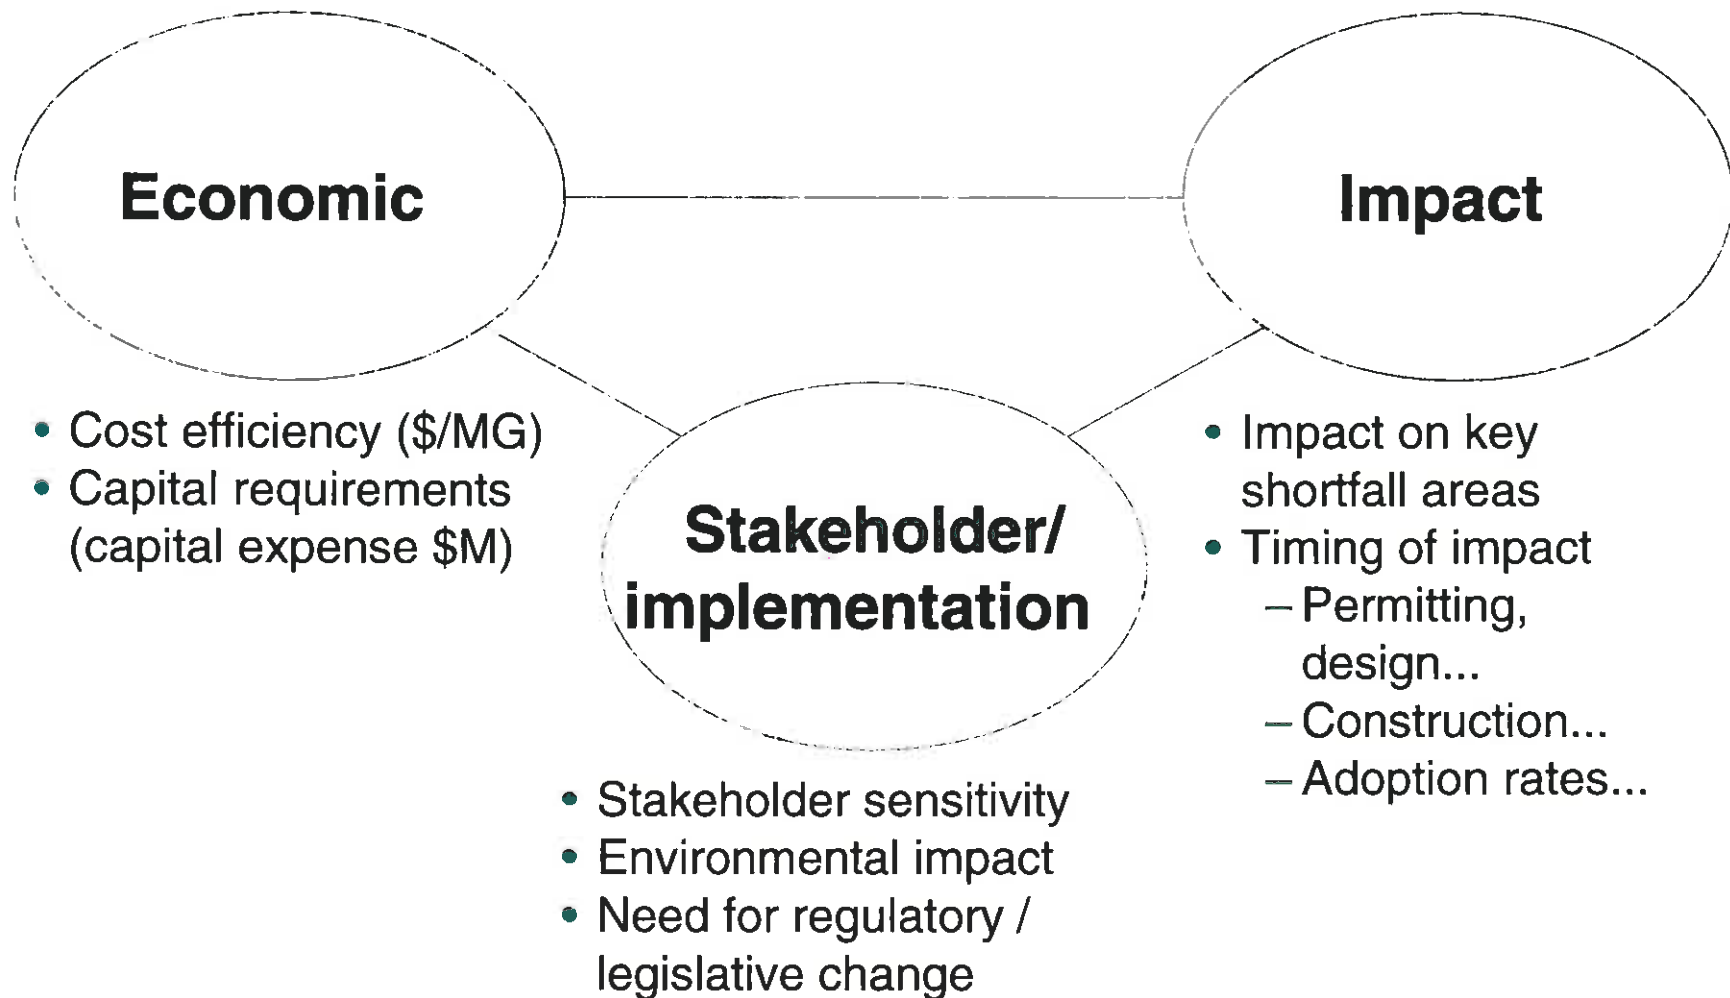 Economic
Impact
• Cost efficiency ($/MG)
• Capital requirements
(capital expense $M)
Stakeholder/
implementation
• Impact on key
shortfall areas
• Timing of impact
– Permitting,
design...
– Construction...
– Adoption rates...
• Stakeholder sensitivity
• Environmental impact
• Need for regulatory /
legislative change